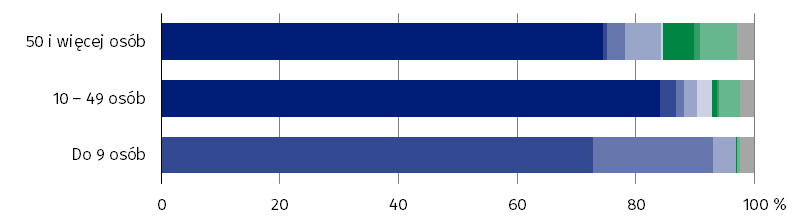 50 i więcej osób
10 – 49 osób
Do 9 osób
0 20 40 60 80 100 %